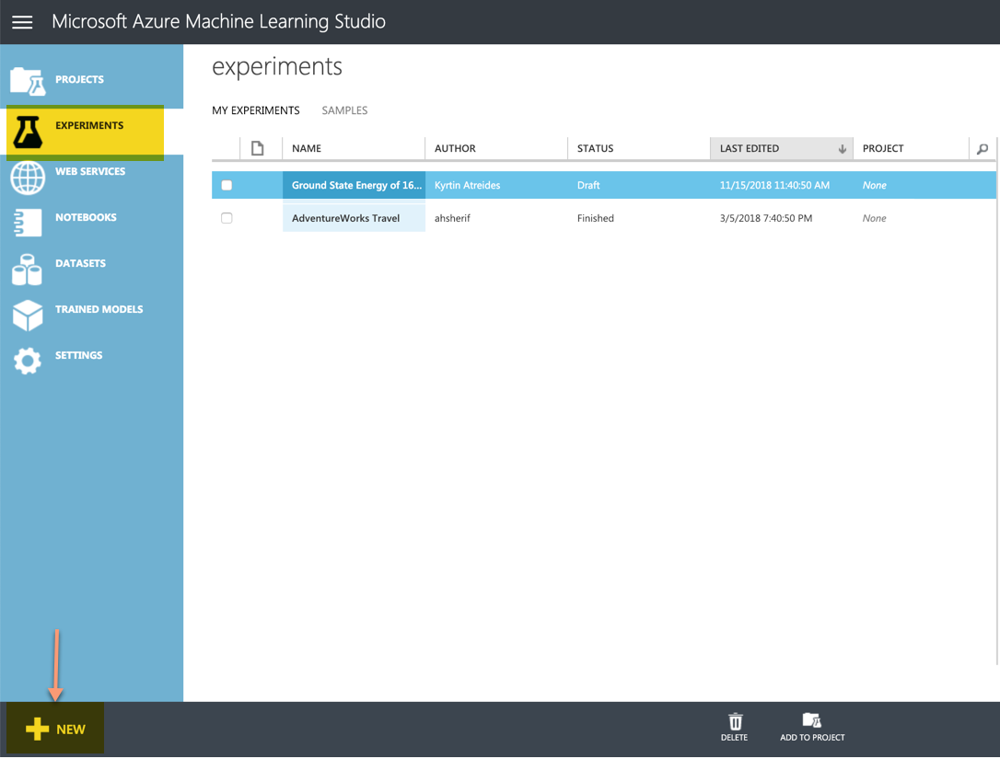 Microsoft Azure Machine Learning Studio
PROJECTS
EXPERIMENTS
WEB SERVICES
NOTEBOOKS
DATASETS
TRAINED MODELS
SETTINGS
experiments
MY EXPERIMENTS SAMPLES
NAME AUTHOR STATUS LAST EDITED PROJECT
Ground State Energy of 16... Kyrtin Atreides Draft 11/15/2018 11:40:50 AM None
AdventureWorks Travel ahsherif Finished 3/5/2018 7:40:50 PM None
NEW
DELETE
ADD TO PROJECT